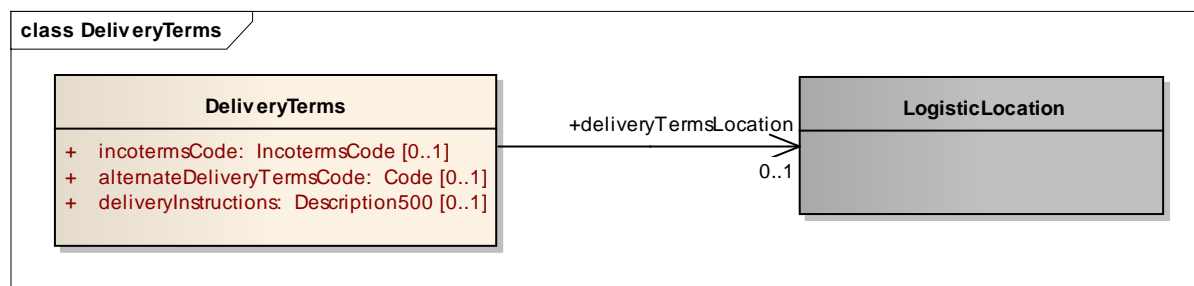 class DeliveryTerms
DeliveryTerms
+ incotermsCode: IncotermsCode [0..1]
+ alternateDeliveryTermsCode: Code [0..1]
+ deliveryInstructions: Description500 [0..1]
+deliveryTermsLocation
0..1
LogisticLocation